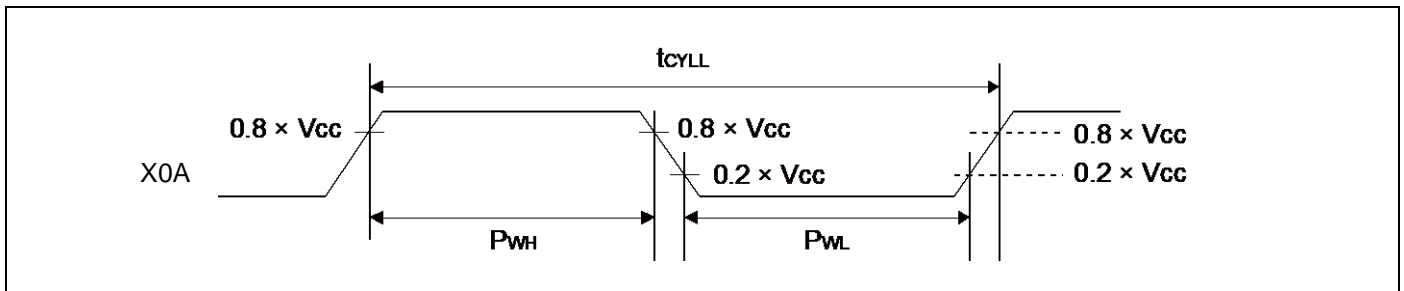 tCYLL
0.8 × Vcc
0.8 × Vcc
0.8 × Vcc
X0A
0.2 × Vcc
0.2 × Vcc
PWH
PWL